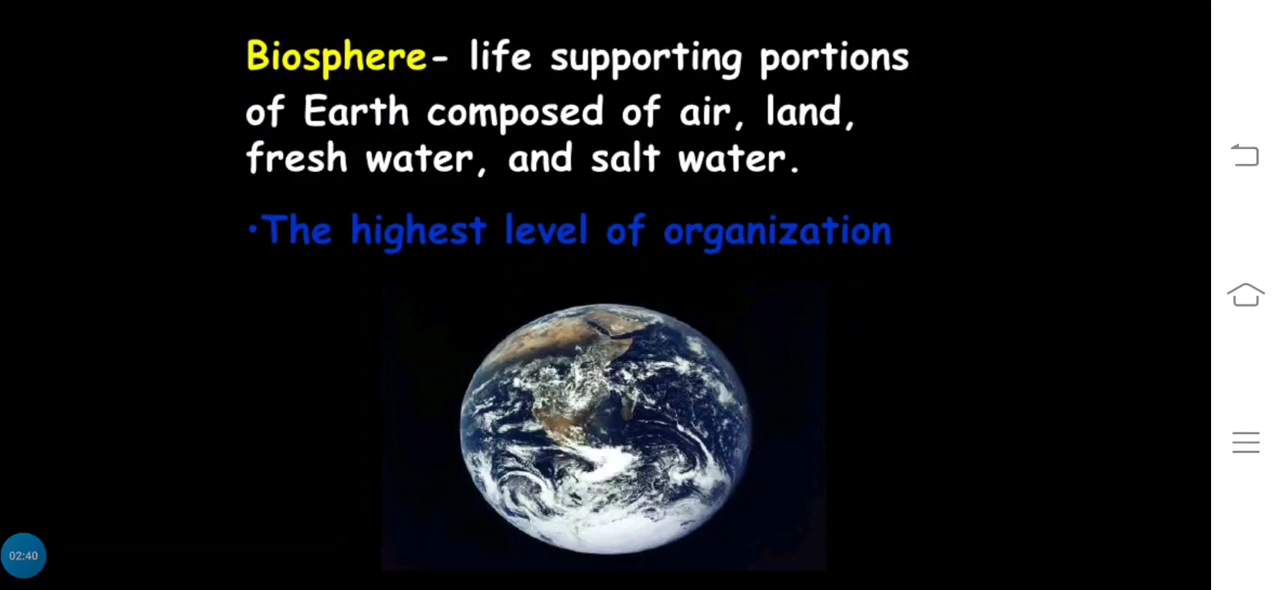 Biosphere- life supporting portions
of Earth composed of air, land,
fresh water, and salt water.
•The highest level of organization
02:40